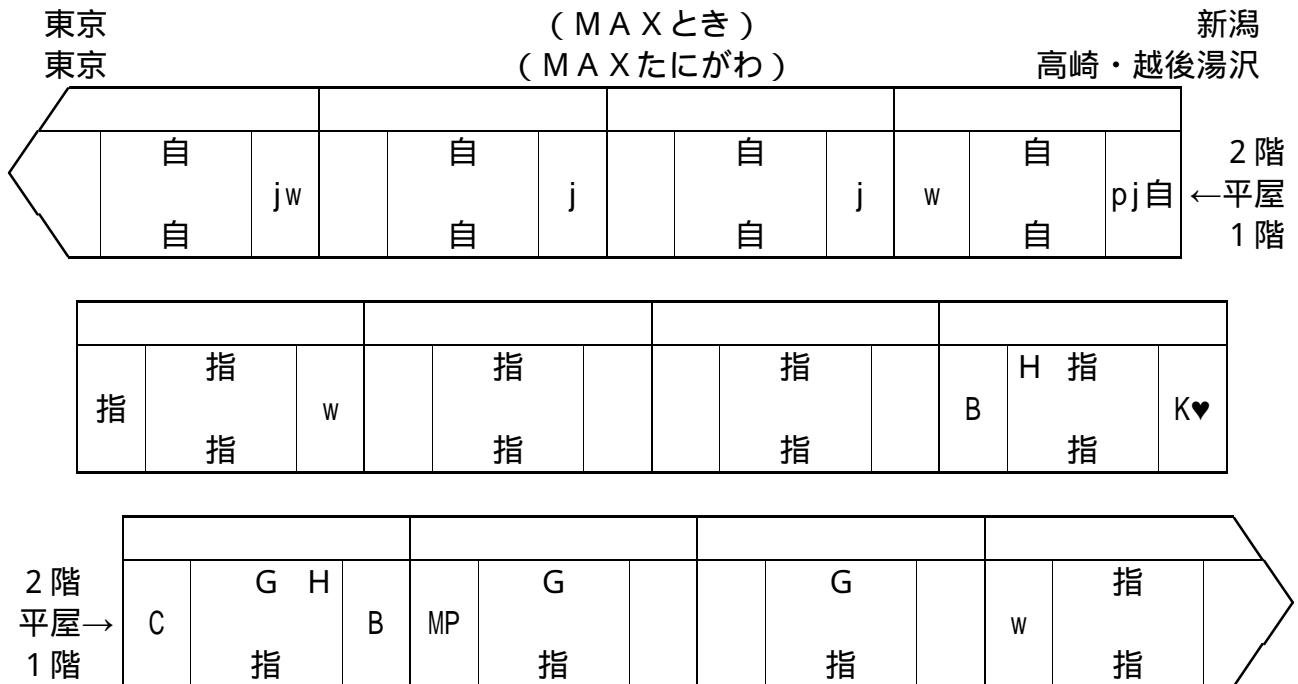 東京 (ＭＡＸとき) 新潟
東京 (ＭＡＸたにがわ) 高崎・越後湯沢
自 自 自 自 2階
jw j j w pj自 ←平屋
自 自 自 自 1階
指 指 指 H 指
指 w B K♥
指 指 指 指
2階 G H G G 指
平屋→ C B MP w
1階 指 指 指 指